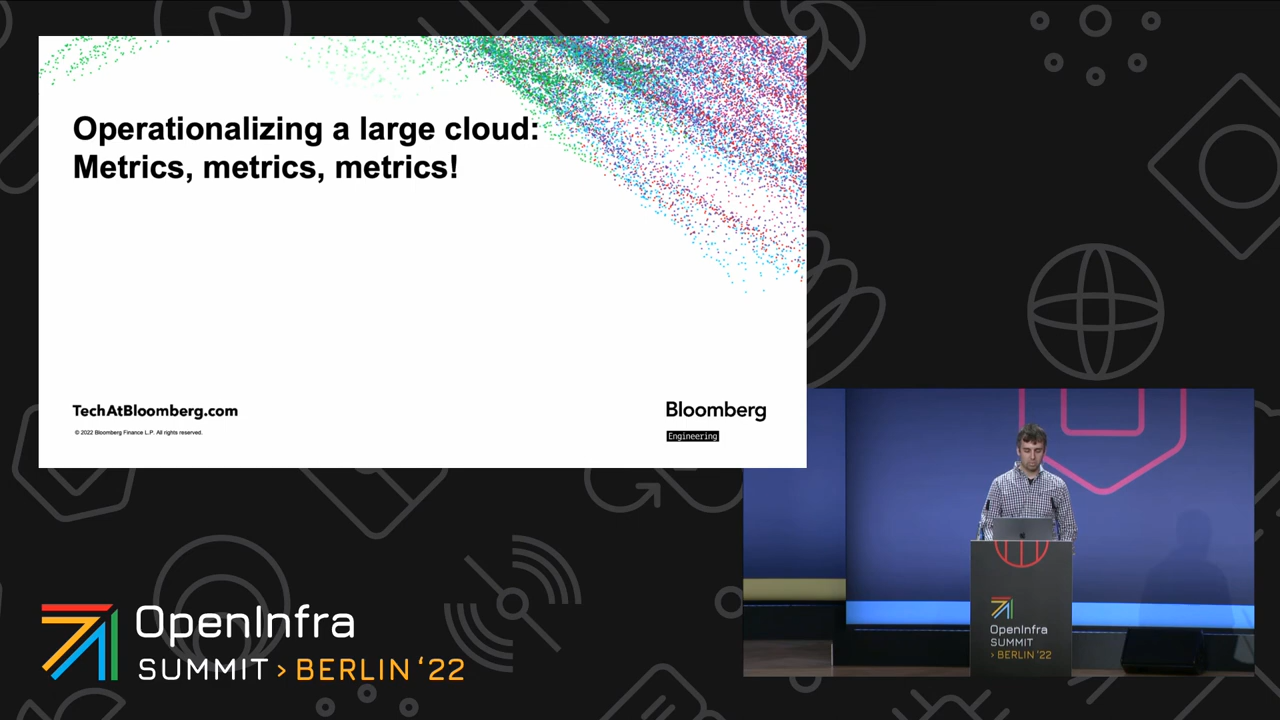 Operationalizing a large cloud:
Metrics, metrics, metrics!
TechAtBloomberg.com
© 2022 Bloomberg Finance L.P. All rights reserved.
Bloomberg
Engineering
OpenInfra
SUMMIT › BERLIN ‘22
OpenInfra
SUMMIT
› BERLIN ‘22